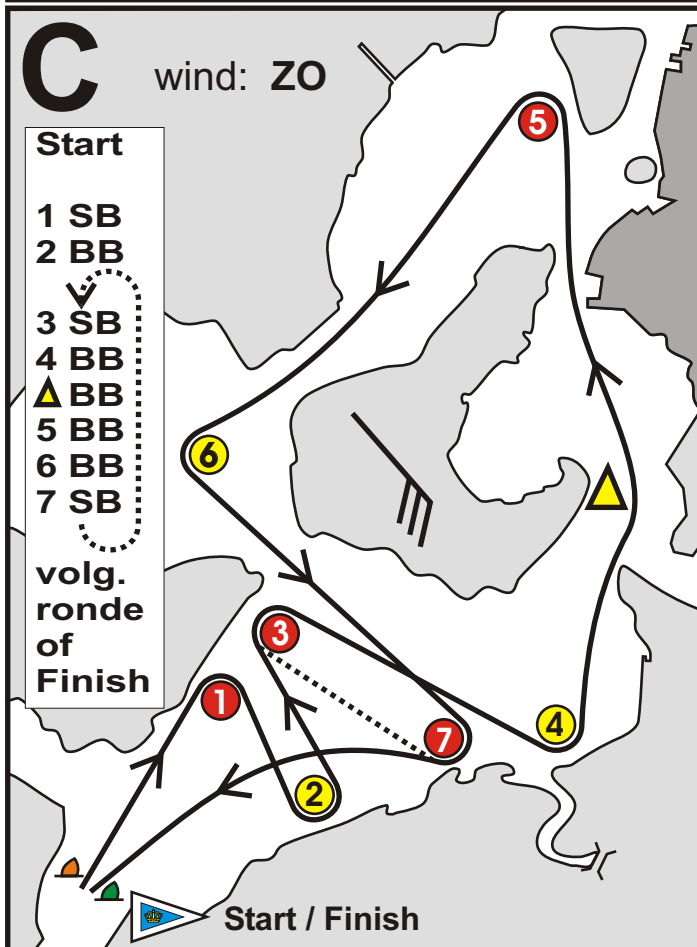 C wind: ZO
Start
1 SB
2 BB
3 SB
4 BB
BB
5 BB
6 BB
7 SB
volg.
ronde
of
Finish
5
6
3
1
4
7
2
Start / Finish